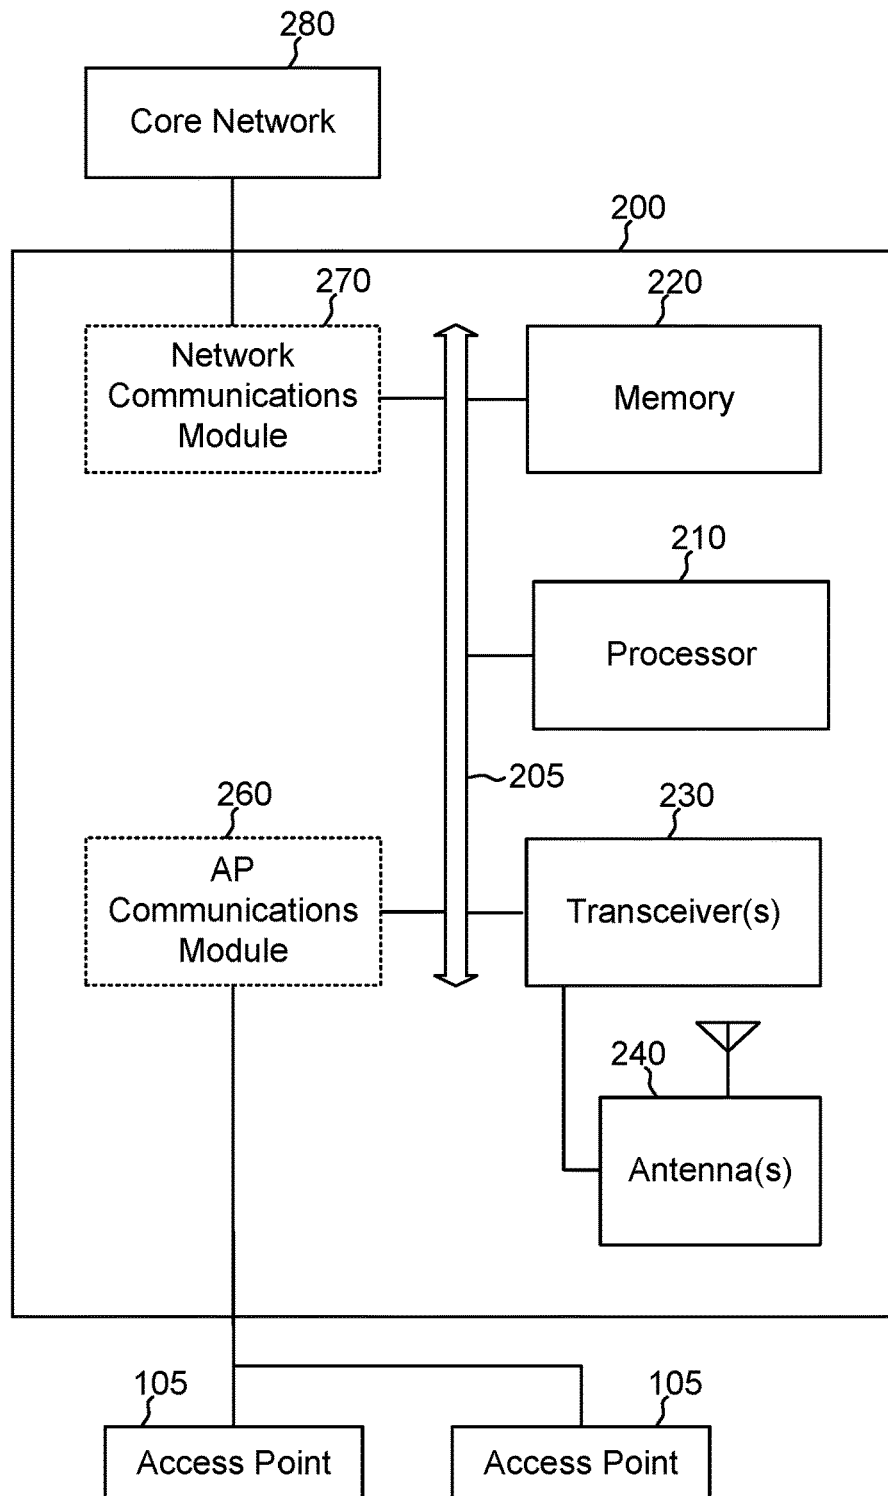 280
Core Network
200
270
Network
Communications
Module
220
Memory
210
Processor
205
260
AP
Communications
Module
230
Transceiver(s)
240
Antenna(s)
105
Access Point
105
Access Point